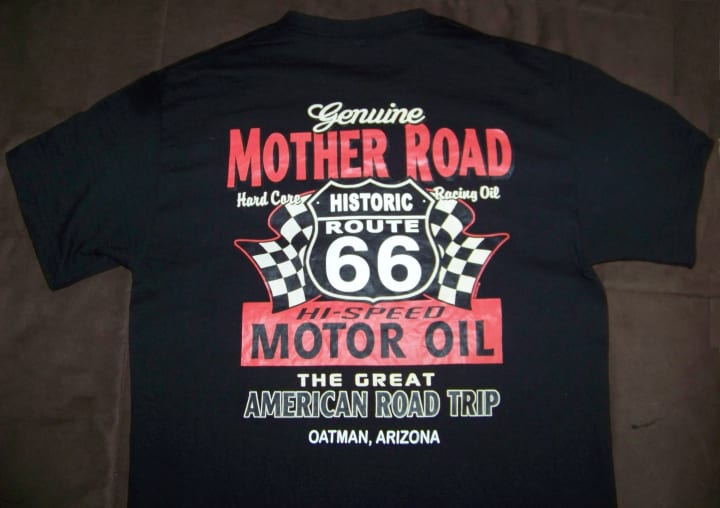 Genuine
MOTHER ROAD
Hard Core Racing Oil
HISTORIC
ROUTE
66
HI-SPEED
MOTOR OIL
THE GREAT
AMERICAN ROAD TRIP
OATMAN, ARIZONA